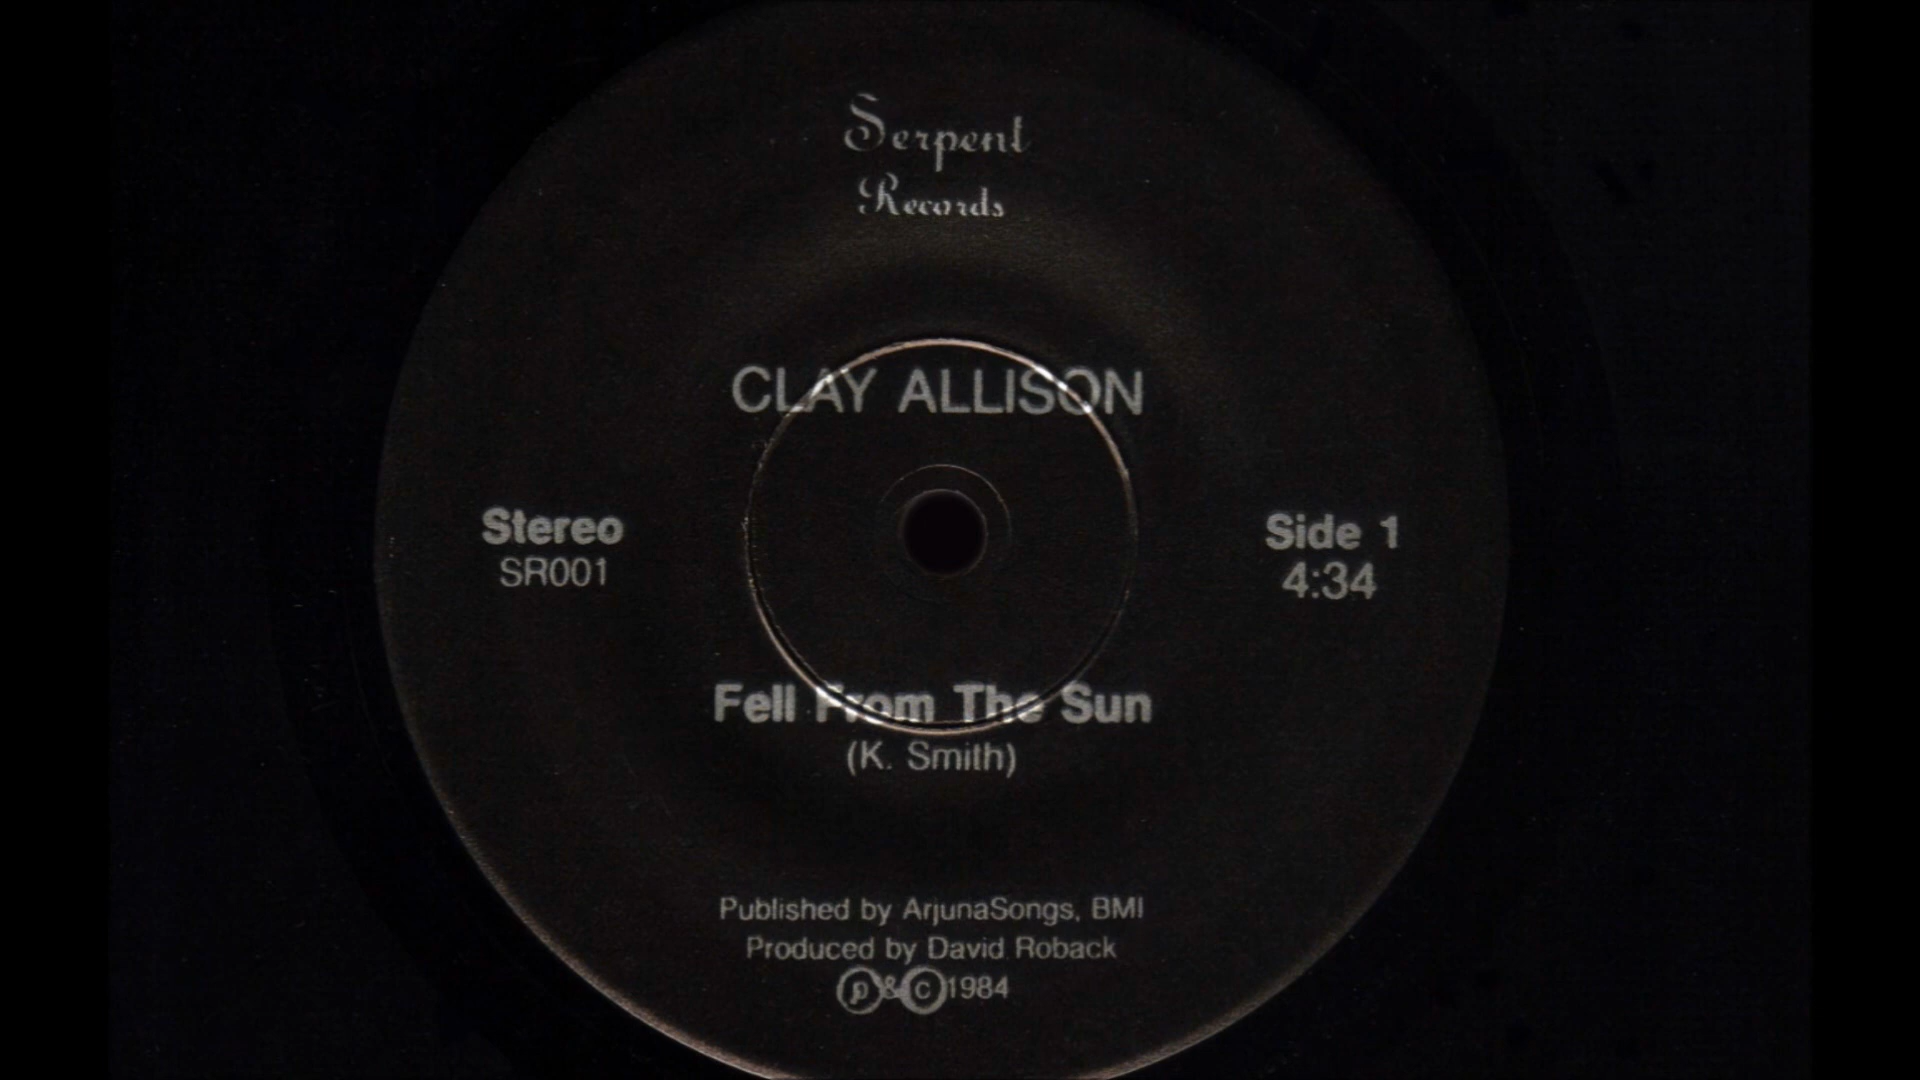 Serpent
Records
CLAY ALLISON
Stereo
SR001
Side 1
4:34
Fell From The Sun
(K. Smith)
Published by ArjunaSongs, BMI
Produced by David Roback
℗&©1984